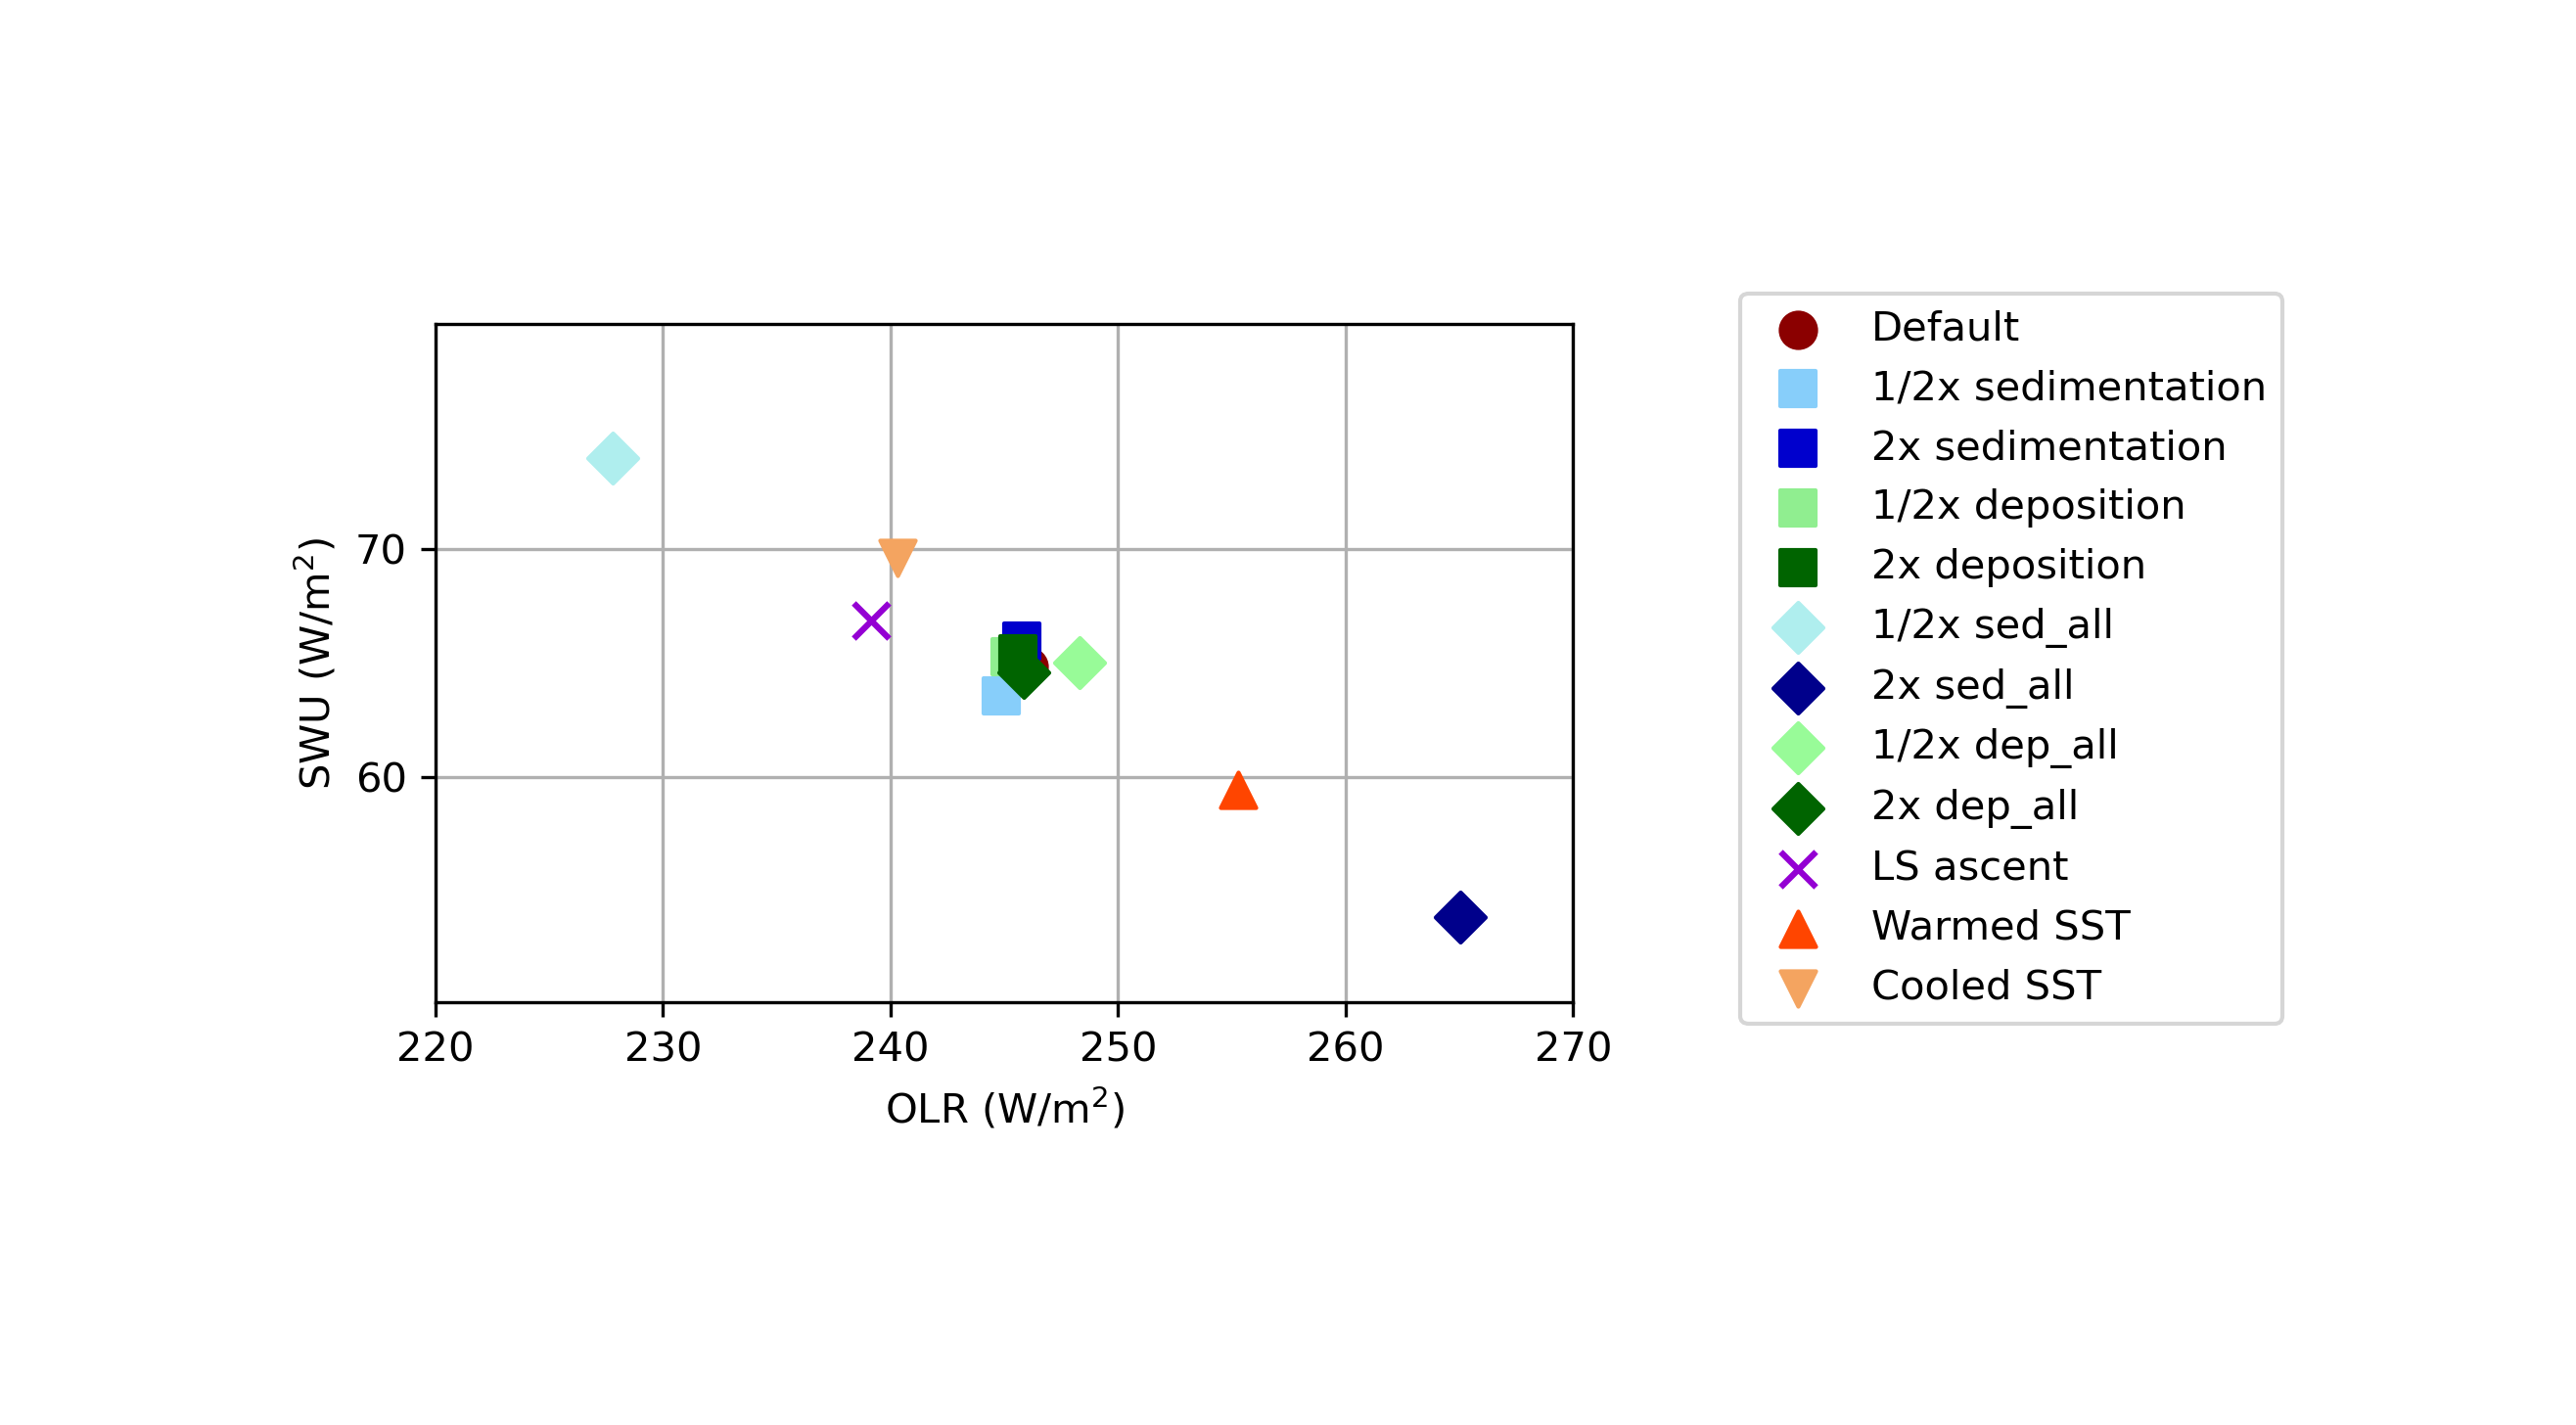 SWU (W/m²)
70
60
220 230 240 250 260 270
OLR (W/m²)
Default
1/2x sedimentation
2x sedimentation
1/2x deposition
2x deposition
1/2x sed_all
2x sed_all
1/2x dep_all
2x dep_all
LS ascent
Warmed SST
Cooled SST